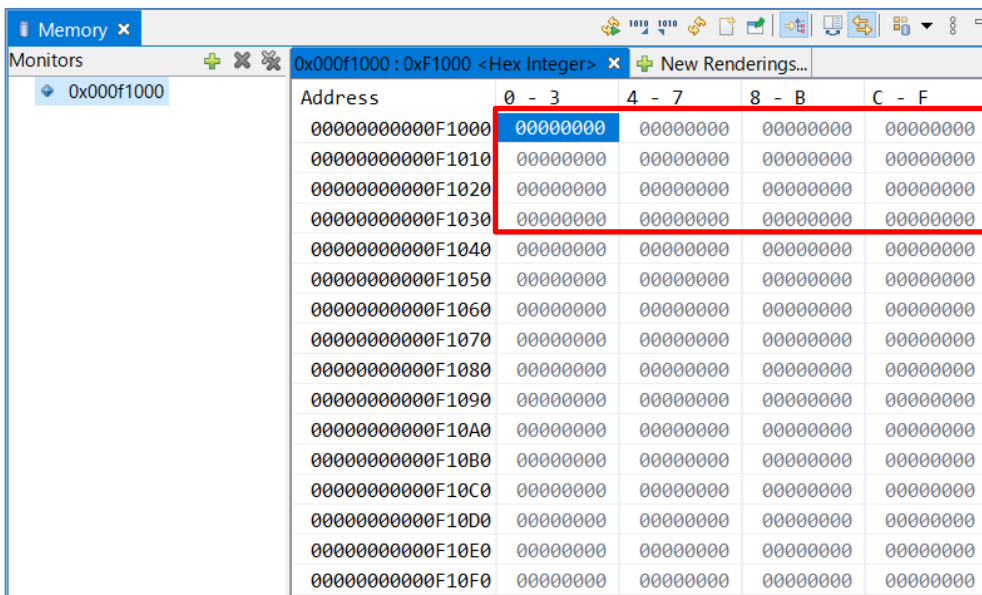 Memory
1010 1010
Monitors
0x000f1000
0x000f1000 : 0xF1000 <Hex Integer> New Renderings...
Address 0 - 3 4 - 7 8 - B C - F
00000000000F1000 00000000 00000000 00000000 00000000
00000000000F1010 00000000 00000000 00000000 00000000
00000000000F1020 00000000 00000000 00000000 00000000
00000000000F1030 00000000 00000000 00000000 00000000
00000000000F1040 00000000 00000000 00000000 00000000
00000000000F1050 00000000 00000000 00000000 00000000
00000000000F1060 00000000 00000000 00000000 00000000
00000000000F1070 00000000 00000000 00000000 00000000
00000000000F1080 00000000 00000000 00000000 00000000
00000000000F1090 00000000 00000000 00000000 00000000
00000000000F10A0 00000000 00000000 00000000 00000000
00000000000F10B0 00000000 00000000 00000000 00000000
00000000000F10C0 00000000 00000000 00000000 00000000
00000000000F10D0 00000000 00000000 00000000 00000000
00000000000F10E0 00000000 00000000 00000000 00000000
00000000000F10F0 00000000 00000000 00000000 00000000